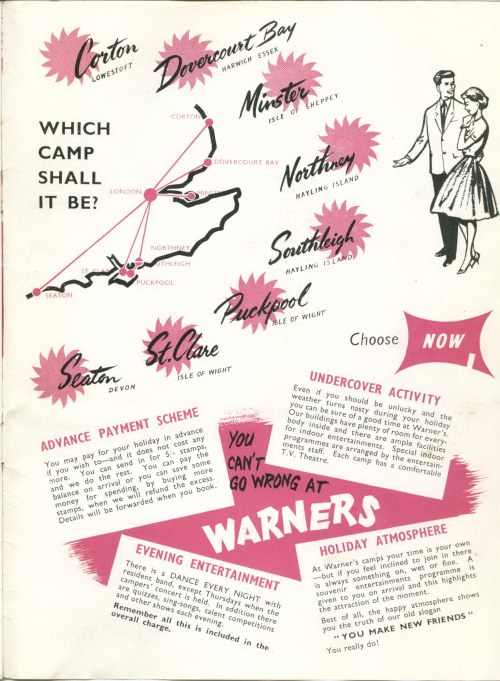 Corton
LOWESTOFT
Dovercourt Bay
HARWICH ESSEX
Minster
ISLE OF SHEPPEY
WHICH
CAMP
SHALL
IT BE?
CORTON
DOVERCOURT BAY
LONDON
MINSTER
NORTHNEY
SOUTHLEIGH
ST. CLARE
PUCKPOOL
SEATON
Northney
HAYLING ISLAND
Southleigh
HAYLING ISLAND
Puckpool
ISLE OF WIGHT
St. Clare
ISLE OF WIGHT
Seaton
DEVON
Choose
NOW!
ADVANCE PAYMENT SCHEME
You may pay for your holiday in advance
if you wish to—and it does not cost any
more. You can send in for 5/- stamps,
and we do the rest. You can pay the
balance on arrival or you can save some
money for spending, by buying more
stamps, when we will refund the excess.
Details will be forwarded when you book.
UNDERCOVER ACTIVITY
Even if you should be unlucky and the
weather turns nasty during your holiday
you can be sure of a good time at Warner's.
Our buildings have plenty of room for every-
body inside and there are ample facilities
for indoor entertainments. Special indoor
programmes are arranged by the entertain-
ments staff. Each camp has a comfortable
T.V. Theatre.
YOU
CAN'T
GO WRONG AT
WARNERS
EVENING ENTERTAINMENT
There is a DANCE EVERY NIGHT with
resident band, except Thursdays when the
campers' concert is held. In addition there
are quizzes, sing-songs, talent competitions
and other shows each evening.
Remember all this is included in the
overall charge.
HOLIDAY ATMOSPHERE
At Warner's camps your time is your own
—but if you feel inclined to join in there
is always something on, wet or fine. A
souvenir entertainments programme is
given to you on arrival and this highlights
the attraction of the moment.
Best of all, the happy atmosphere shows
you the truth of our old slogan
"YOU MAKE NEW FRIENDS"
You really do!